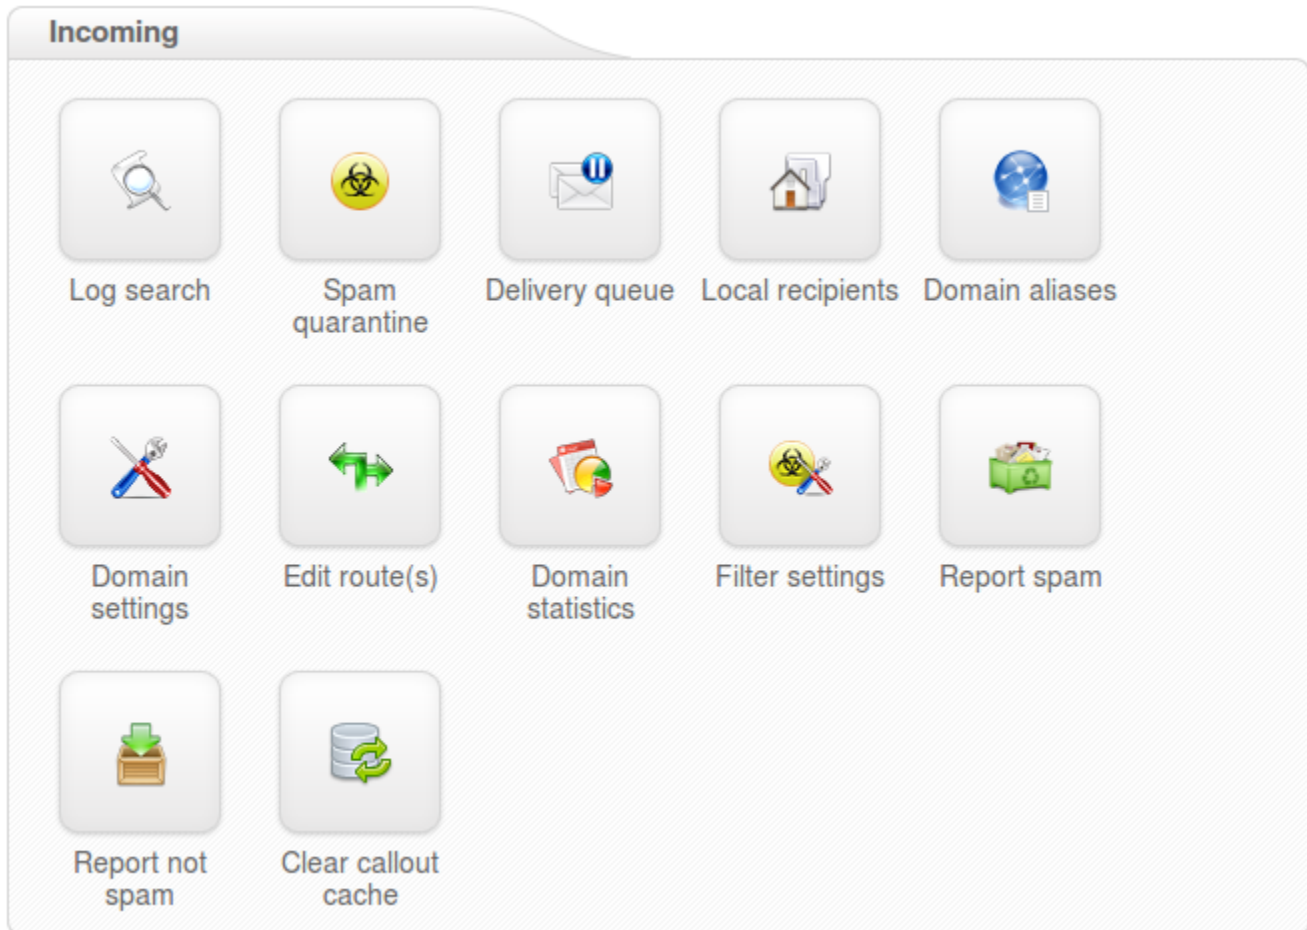 Incoming
Log search
Spam
quarantine
Delivery queue
Local recipients
Domain aliases
Domain
settings
Edit route(s)
Domain
statistics
Filter settings
Report spam
Report not
spam
Clear callout
cache